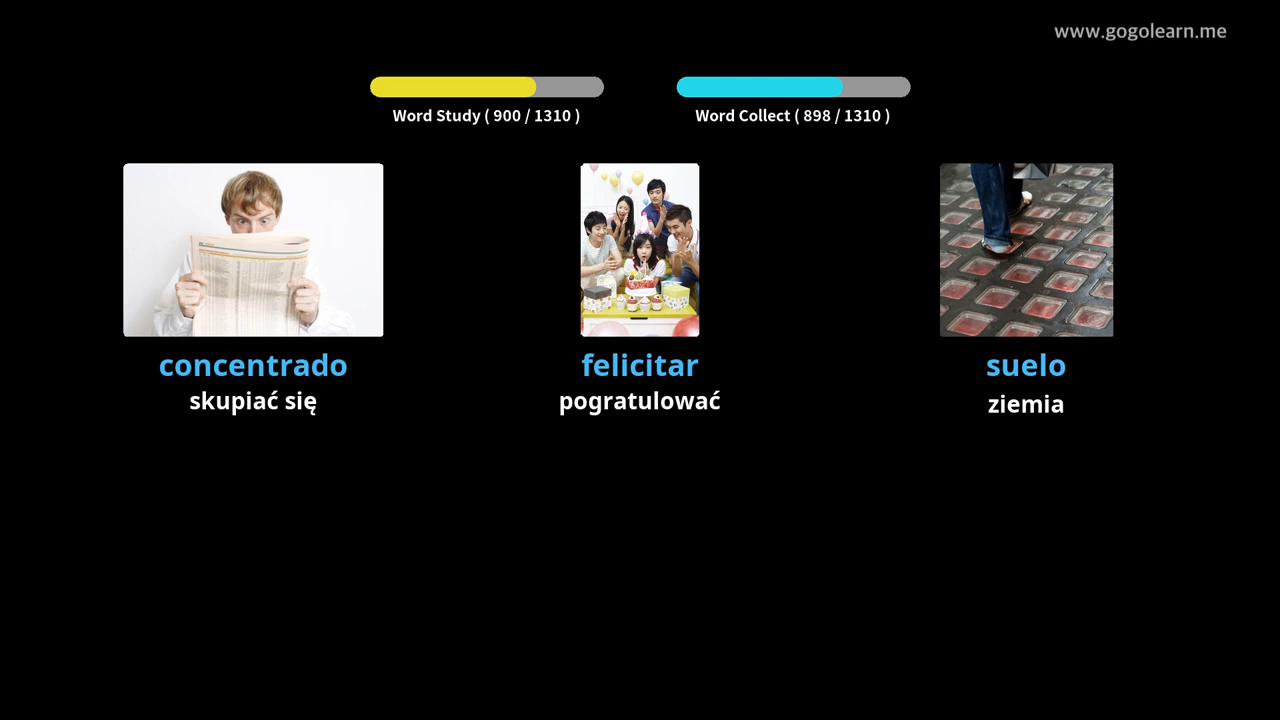 www.gogolearn.me
Word Study ( 900 / 1310 )
Word Collect ( 898 / 1310 )
concentrado
skupiać się
felicitar
pogratulować
suelo
ziemia